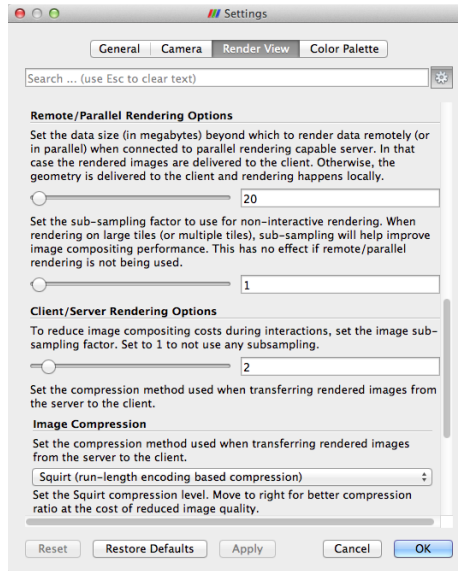 Settings
General Camera Render View Color Palette
Search ... (use Esc to clear text)
Remote/Parallel Rendering Options
Set the data size (in megabytes) beyond which to render data remotely (or
in parallel) when connected to parallel rendering capable server. In that
case the rendered images are delivered to the client. Otherwise, the
geometry is delivered to the client and rendering happens locally.
20
Set the sub-sampling factor to use for non-interactive rendering. When
rendering on large tiles (or multiple tiles), sub-sampling will help improve
image compositing performance. This has no effect if remote/parallel
rendering is not being used.
1
Client/Server Rendering Options
To reduce image compositing costs during interactions, set the image sub-
sampling factor. Set to 1 to not use any subsampling.
2
Set the compression method used when transferring rendered images from
the server to the client.
Image Compression
Set the compression method used when transferring rendered images
from the server to the client.
Squirt (run-length encoding based compression)
Set the Squirt compression level. Move to right for better compression
ratio at the cost of reduced image quality.
Reset Restore Defaults Apply Cancel OK